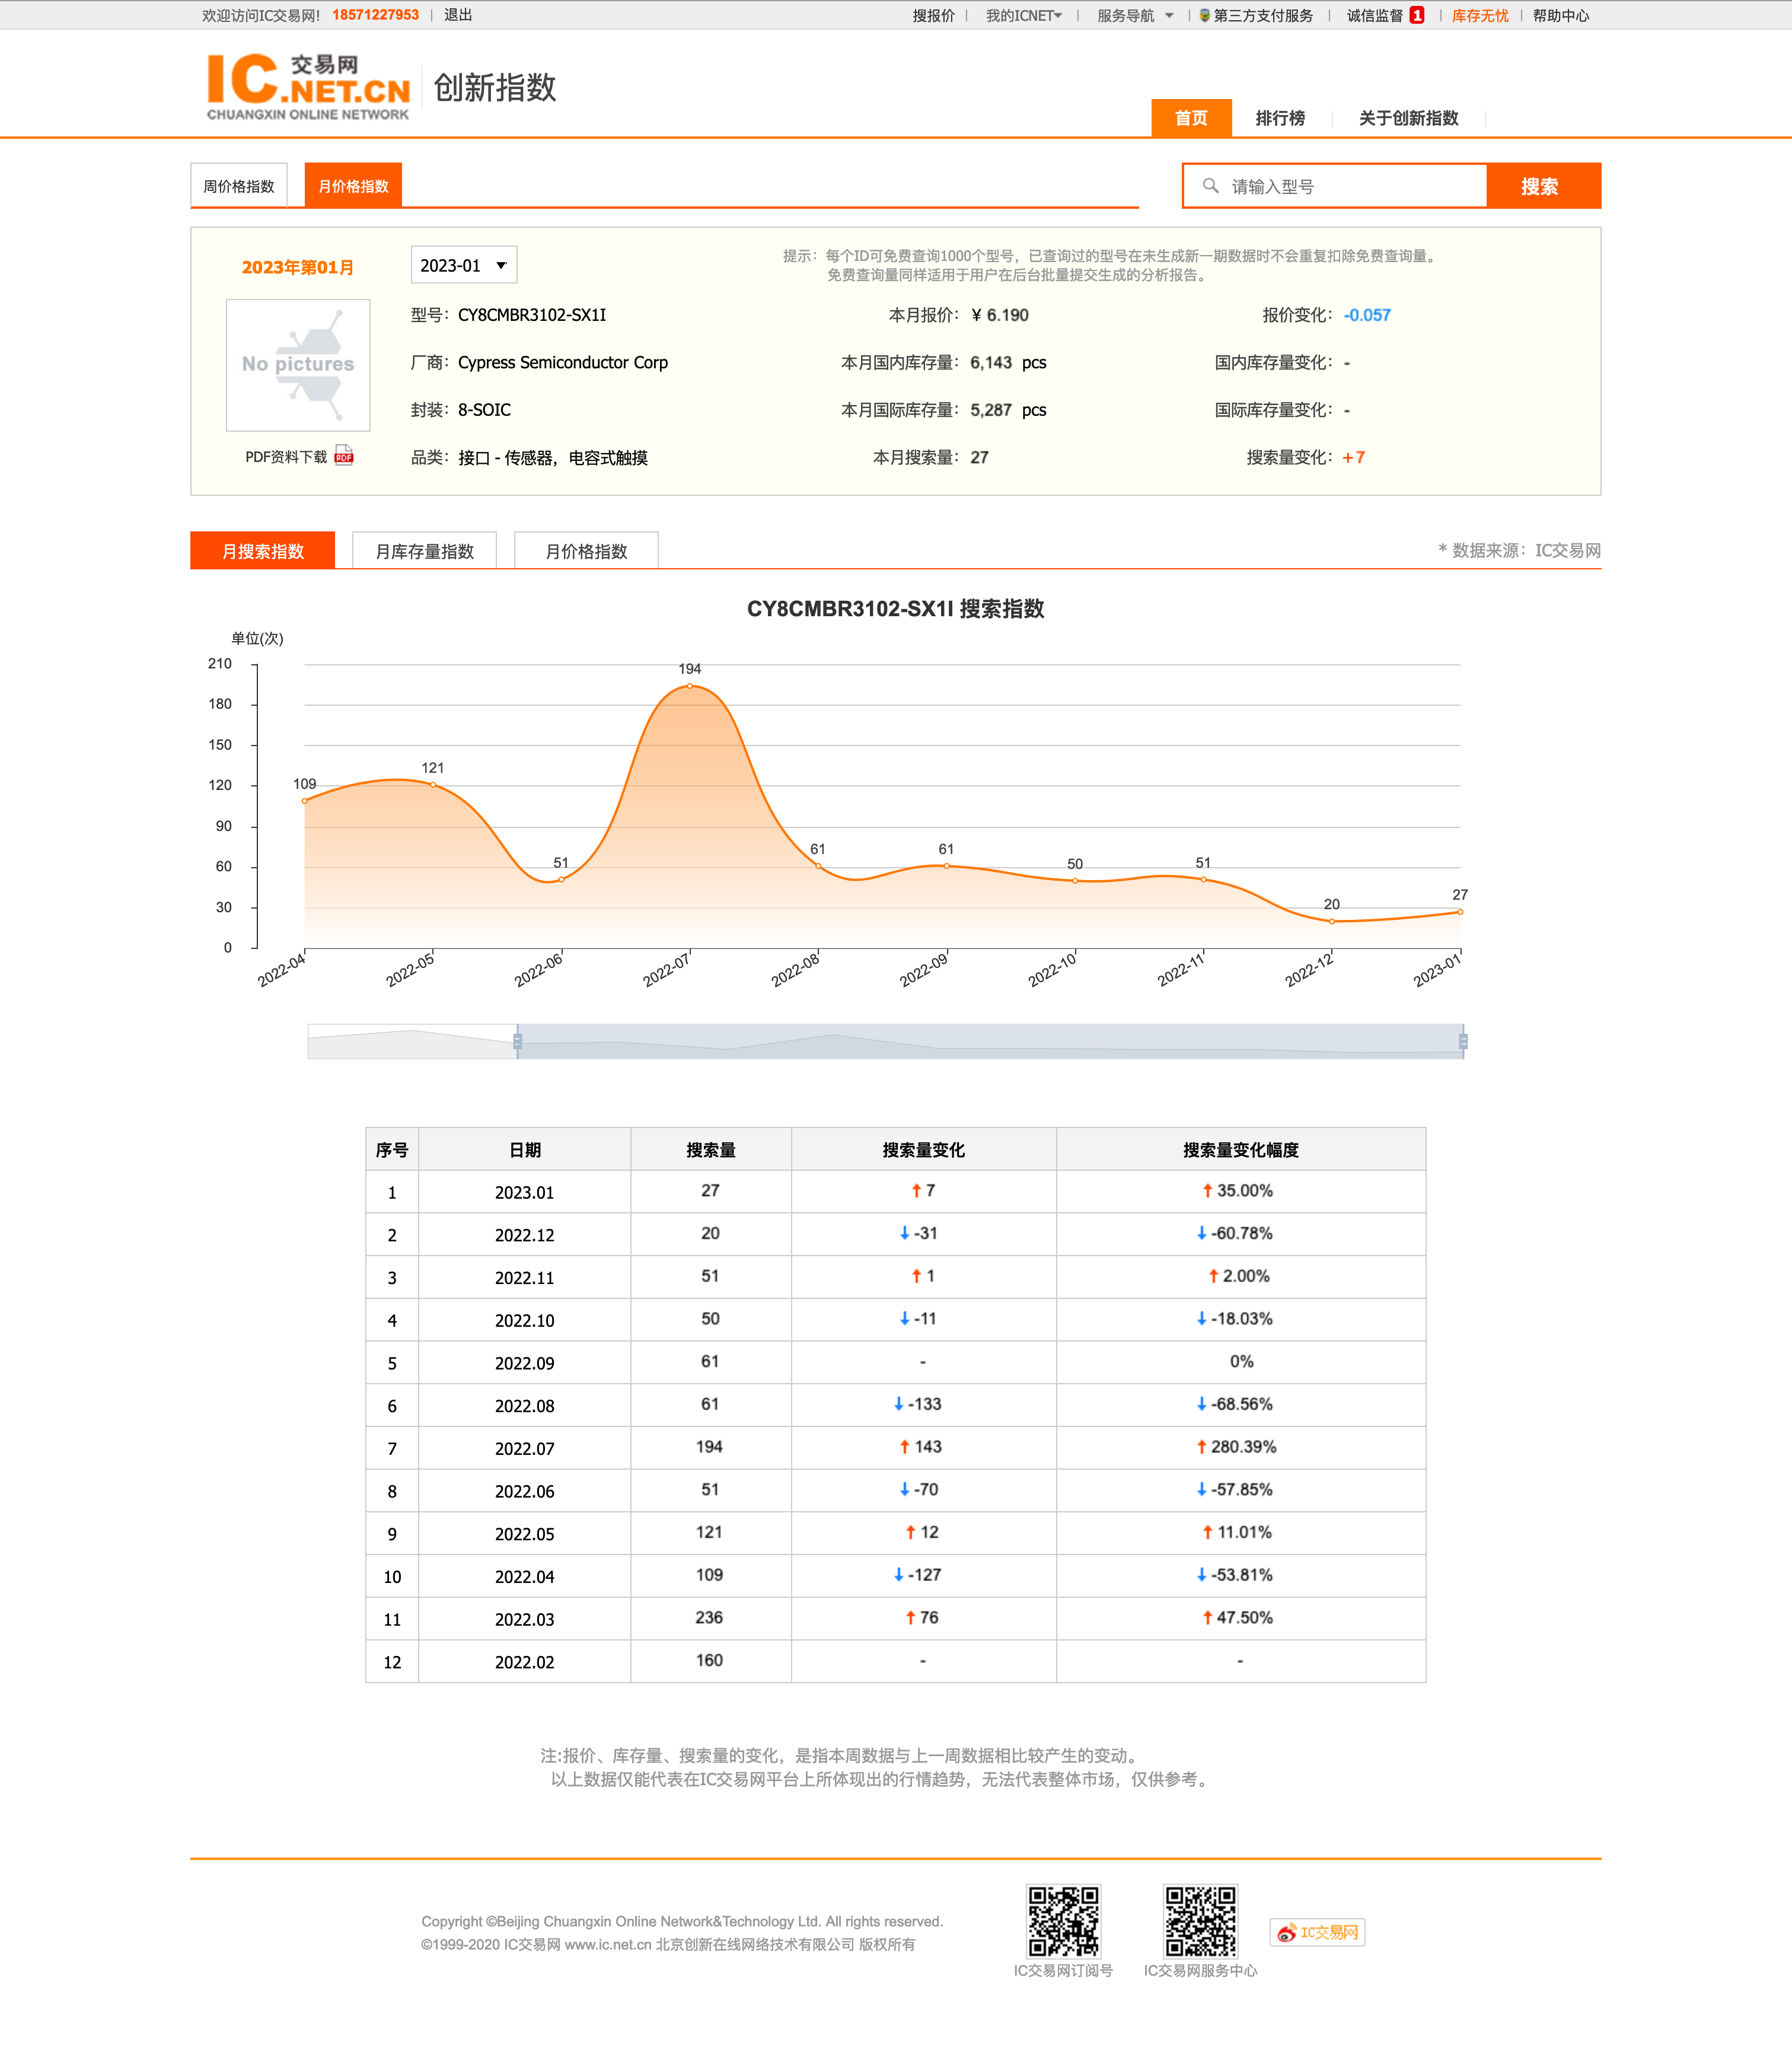 欢迎访问IC交易网! 18571227953 | 退出
搜报价 | 我的ICNET | 服务导航 | 第三方支付服务 | 诚信监督 1 | 库存无忧 | 帮助中心
IC.NET.CN 交易网
CHUANGXIN ONLINE NETWORK
创新指数
首页 排行榜 关于创新指数
周价格指数 月价格指数
请输入型号 搜索
2023年第01月 2023-01
提示：每个ID可免费查询1000个型号，已查询过的型号在未生成新一期数据时不会重复扣除免费查询量。
免费查询量同样适用于用户在后台批量提交生成的分析报告。
No pictures
PDF资料下载 PDF
型号：CY8CMBR3102-SX1I 本月报价：¥ 6.190 报价变化：-0.057
厂商：Cypress Semiconductor Corp 本月国内库存量：6,143 pcs 国内库存量变化：-
封装：8-SOIC 本月国际库存量：5,287 pcs 国际库存量变化：-
品类：接口 - 传感器，电容式触摸 本月搜索量：27 搜索量变化：+7
月搜索指数 月库存量指数 月价格指数 * 数据来源：IC交易网
CY8CMBR3102-SX1I 搜索指数
单位(次)
210
180
150
120
90
60
30
0
109 121 51 194 61 61 50 51 20 27
2022-04 2022-05 2022-06 2022-07 2022-08 2022-09 2022-10 2022-11 2022-12 2023-01
序号 日期 搜索量 搜索量变化 搜索量变化幅度
1 2023.01 27 ↑ 7 ↑ 35.00%
2 2022.12 20 ↓ -31 ↓ -60.78%
3 2022.11 51 ↑ 1 ↑ 2.00%
4 2022.10 50 ↓ -11 ↓ -18.03%
5 2022.09 61 - 0%
6 2022.08 61 ↓ -133 ↓ -68.56%
7 2022.07 194 ↑ 143 ↑ 280.39%
8 2022.06 51 ↓ -70 ↓ -57.85%
9 2022.05 121 ↑ 12 ↑ 11.01%
10 2022.04 109 ↓ -127 ↓ -53.81%
11 2022.03 236 ↑ 76 ↑ 47.50%
12 2022.02 160 - -
注:报价、库存量、搜索量的变化，是指本周数据与上一周数据相比较产生的变动。
以上数据仅能代表在IC交易网平台上所体现出的行情趋势，无法代表整体市场，仅供参考。
Copyright ©Beijing Chuangxin Online Network&Technology Ltd. All rights reserved.
©1999-2020 IC交易网 www.ic.net.cn 北京创新在线网络技术有限公司 版权所有
IC交易网订阅号 IC交易网服务中心 IC交易网